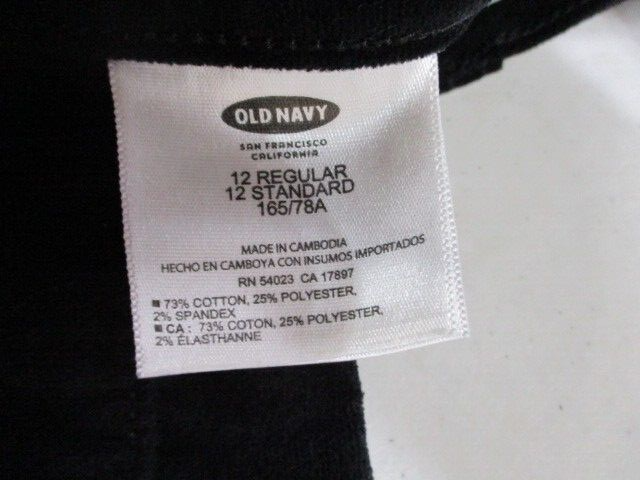 OLD NAVY
SAN FRANCISCO
CALIFORNIA
12 REGULAR
12 STANDARD
165/78A
MADE IN CAMBODIA
HECHO EN CAMBOYA CON INSUMOS IMPORTADOS
RN 54023 CA 17897
■ 73% COTTON, 25% POLYESTER,
2% SPANDEX
■ CA : 73% COTON, 25% POLYESTER,
2% ÉLASTHANNE